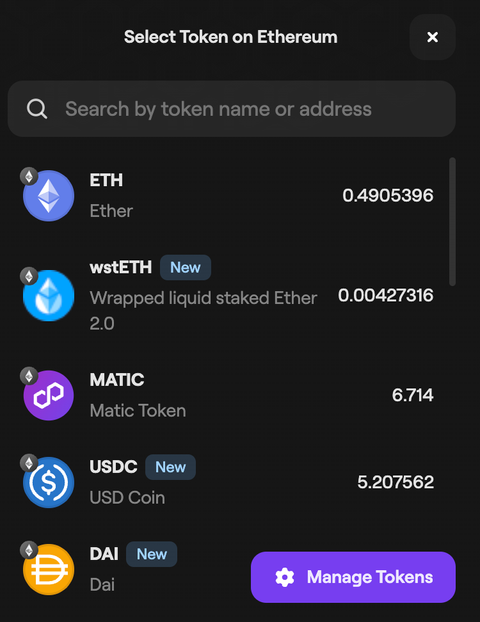 Select Token on Ethereum
Search by token name or address
ETH
Ether
0.4905396
wstETH New
Wrapped liquid staked Ether
2.0
0.00427316
MATIC
Matic Token
6.714
USDC New
USD Coin
5.207562
DAI New
Dai
Manage Tokens